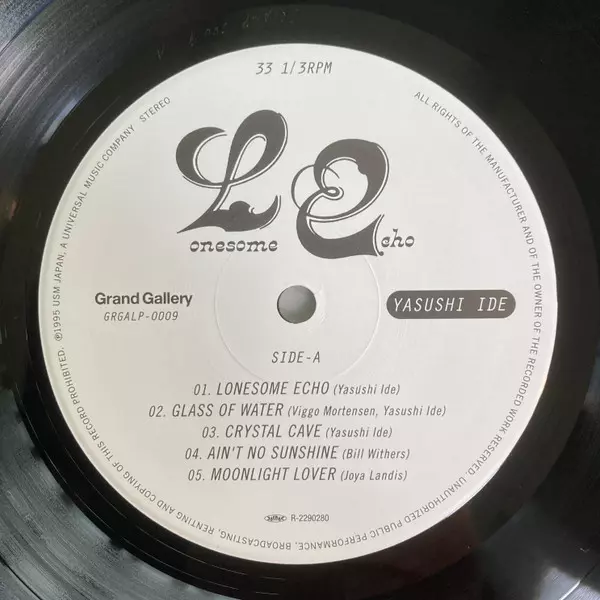 33 1/3RPM
Lonesome Echo
Grand Gallery
GRGALP-0009
YASUSHI IDE
SIDE-A
01. LONESOME ECHO (Yasushi Ide)
02. GLASS OF WATER (Viggo Mortensen, Yasushi Ide)
03. CRYSTAL CAVE (Yasushi Ide)
04. AIN'T NO SUNSHINE (Bill Withers)
05. MOONLIGHT LOVER (Joya Landis)
R-2290280
ALL RIGHTS OF THE MANUFACTURER AND OF THE OWNER OF THE RECORDED WORK RESERVED. UNAUTHORIZED PUBLIC PERFORMANCE, BROADCASTING, RENTING AND COPYING OF THIS RECORD PROHIBITED. ℗1995 USM JAPAN, A UNIVERSAL MUSIC COMPANY STEREO